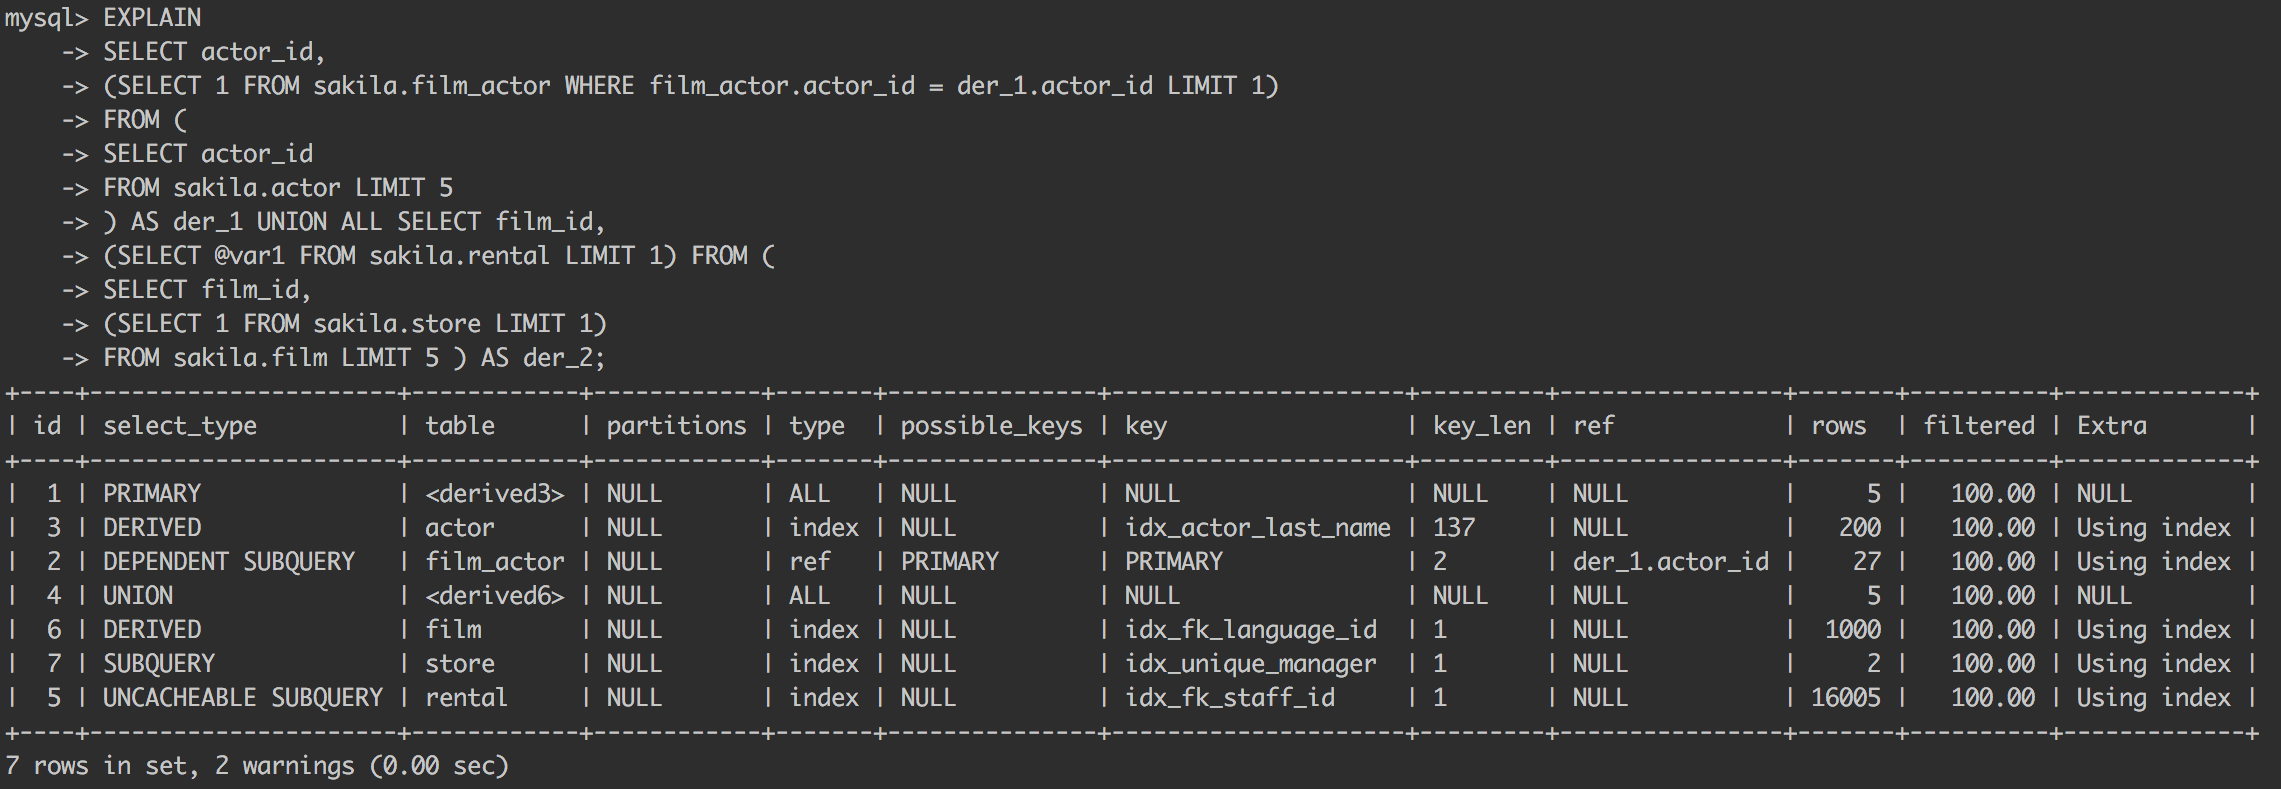 mysql> EXPLAIN
    -> SELECT actor_id,
    -> (SELECT 1 FROM sakila.film_actor WHERE film_actor.actor_id = der_1.actor_id LIMIT 1)
    -> FROM (
    -> SELECT actor_id
    -> FROM sakila.actor LIMIT 5
    -> ) AS der_1 UNION ALL SELECT film_id,
    -> (SELECT @var1 FROM sakila.rental LIMIT 1) FROM (
    -> SELECT film_id,
    -> (SELECT 1 FROM sakila.store LIMIT 1)
    -> FROM sakila.film LIMIT 5 ) AS der_2;
+----+----------------------+------------+------------+-------+---------------+---------------------+---------+---------------+-------+----------+-------------+
| id | select_type          | table      | partitions | type  | possible_keys | key                 | key_len | ref           | rows  | filtered | Extra       |
+----+----------------------+------------+------------+-------+---------------+---------------------+---------+---------------+-------+----------+-------------+
|  1 | PRIMARY              | <derived3> | NULL       | ALL   | NULL          | NULL                | NULL    | NULL          |     5 |   100.00 | NULL        |
|  3 | DERIVED              | actor      | NULL       | index | NULL          | idx_actor_last_name | 137     | NULL          |   200 |   100.00 | Using index |
|  2 | DEPENDENT SUBQUERY   | film_actor | NULL       | ref   | PRIMARY       | PRIMARY             | 2       | der_1.actor_id |    27 |   100.00 | Using index |
|  4 | UNION                | <derived6> | NULL       | ALL   | NULL          | NULL                | NULL    | NULL          |     5 |   100.00 | NULL        |
|  6 | DERIVED              | film       | NULL       | index | NULL          | idx_fk_language_id  | 1       | NULL          |  1000 |   100.00 | Using index |
|  7 | SUBQUERY             | store      | NULL       | index | NULL          | idx_unique_manager  | 1       | NULL          |     2 |   100.00 | Using index |
|  5 | UNCACHEABLE SUBQUERY | rental     | NULL       | index | NULL          | idx_fk_staff_id     | 1       | NULL          | 16005 |   100.00 | Using index |
+----+----------------------+------------+------------+-------+---------------+---------------------+---------+---------------+-------+----------+-------------+
7 rows in set, 2 warnings (0.00 sec)